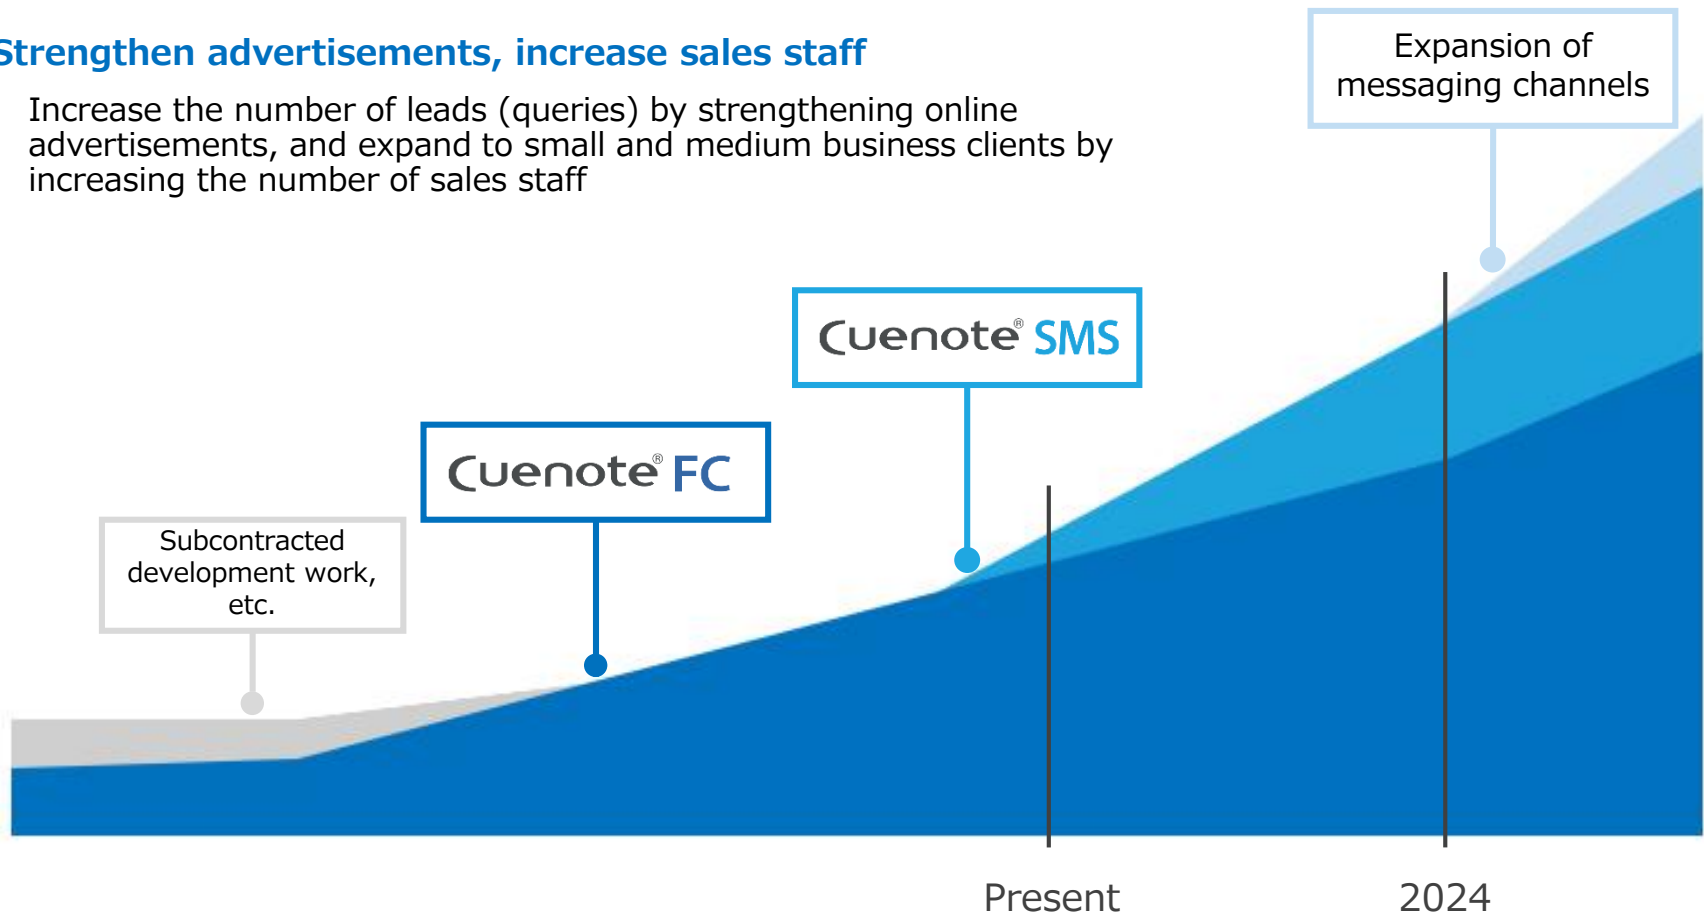 Strengthen advertisements, increase sales staff
Increase the number of leads (queries) by strengthening online
advertisements, and expand to small and medium business clients by
increasing the number of sales staff
Expansion of
messaging channels
Cuenote® SMS
Cuenote® FC
Subcontracted
development work,
etc.
Present
2024